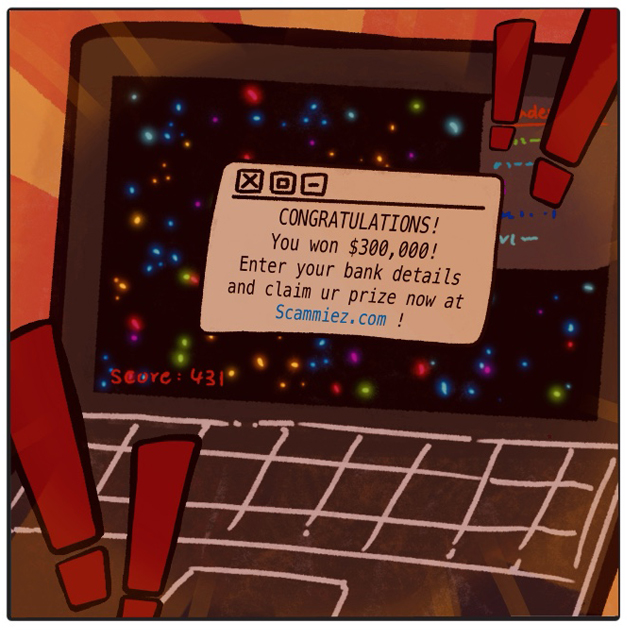 CONGRATULATIONS!
You won $300,000!
Enter your bank details
and claim ur prize now at
Scammiez.com !
Score: 431